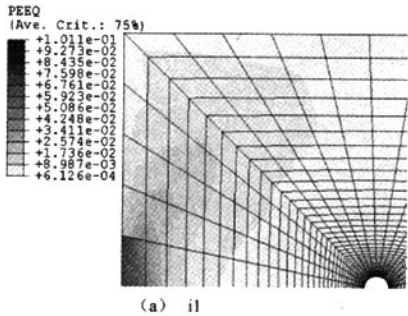 PEEQ
(Ave. Crit.: 75%)
+1.011e-01
+9.273e-02
+8.435e-02
+7.598e-02
+6.761e-02
+5.923e-02
+5.086e-02
+4.248e-02
+3.411e-02
+2.574e-02
+1.736e-02
+8.987e-03
+6.126e-04
(a) il